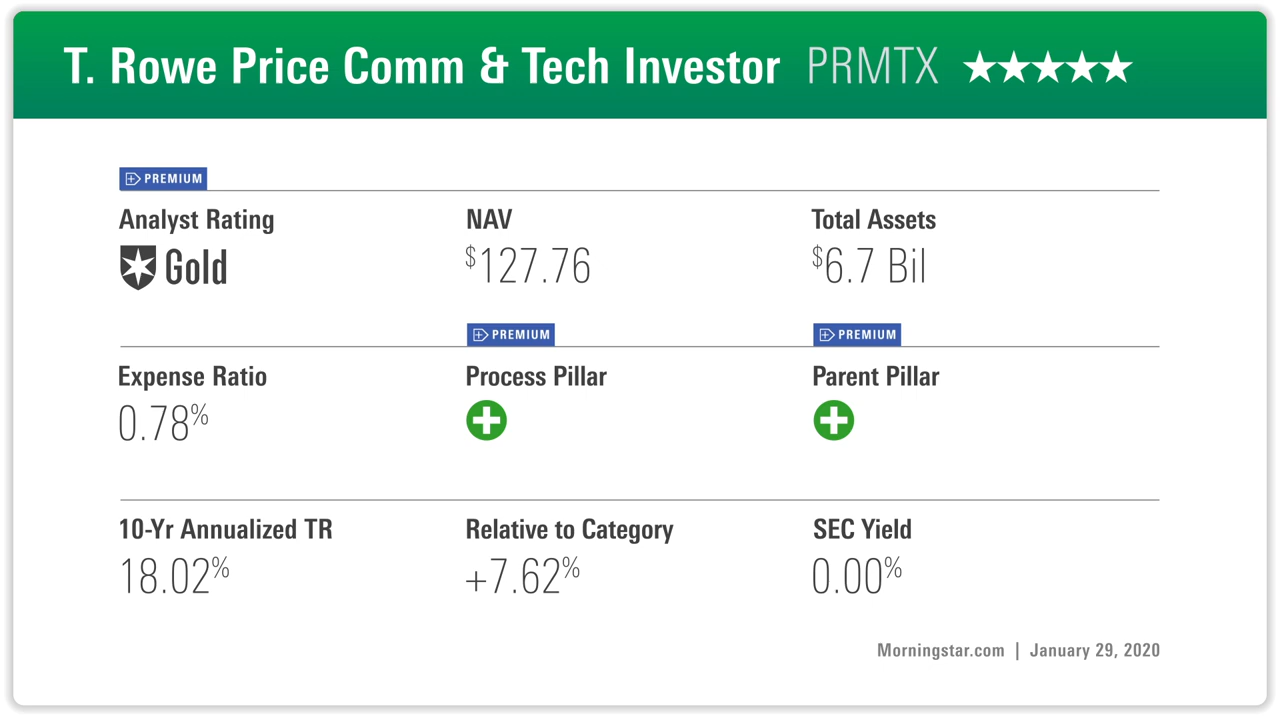 T. Rowe Price Comm & Tech Investor PRMTX ★★★★★
PREMIUM
Analyst Rating NAV Total Assets
Gold $127.76 $6.7 Bil
PREMIUM PREMIUM
Expense Ratio Process Pillar Parent Pillar
0.78%
10-Yr Annualized TR Relative to Category SEC Yield
18.02% +7.62% 0.00%
Morningstar.com | January 29, 2020